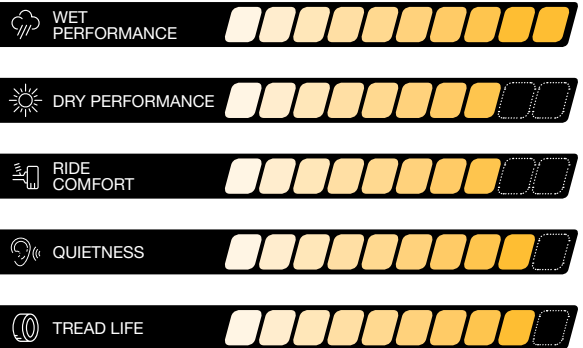 WET
PERFORMANCE
DRY PERFORMANCE
RIDE
COMFORT
QUIETNESS
TREAD LIFE